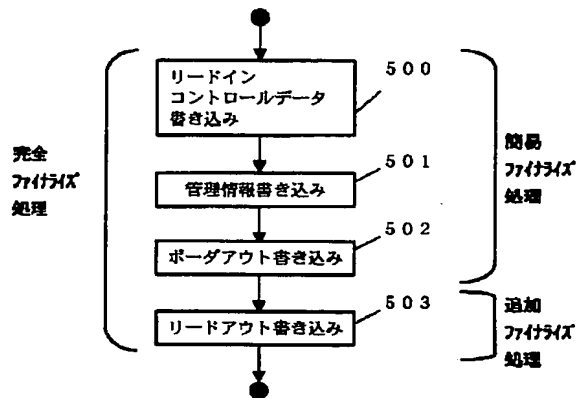 リードイン
コントロールデータ
書き込み
500
管理情報書き込み
501
ボーダアウト書き込み
502
リードアウト書き込み
503
完全
ファイナライズ
処理
簡易
ファイナライズ
処理
追加
ファイナライズ
処理